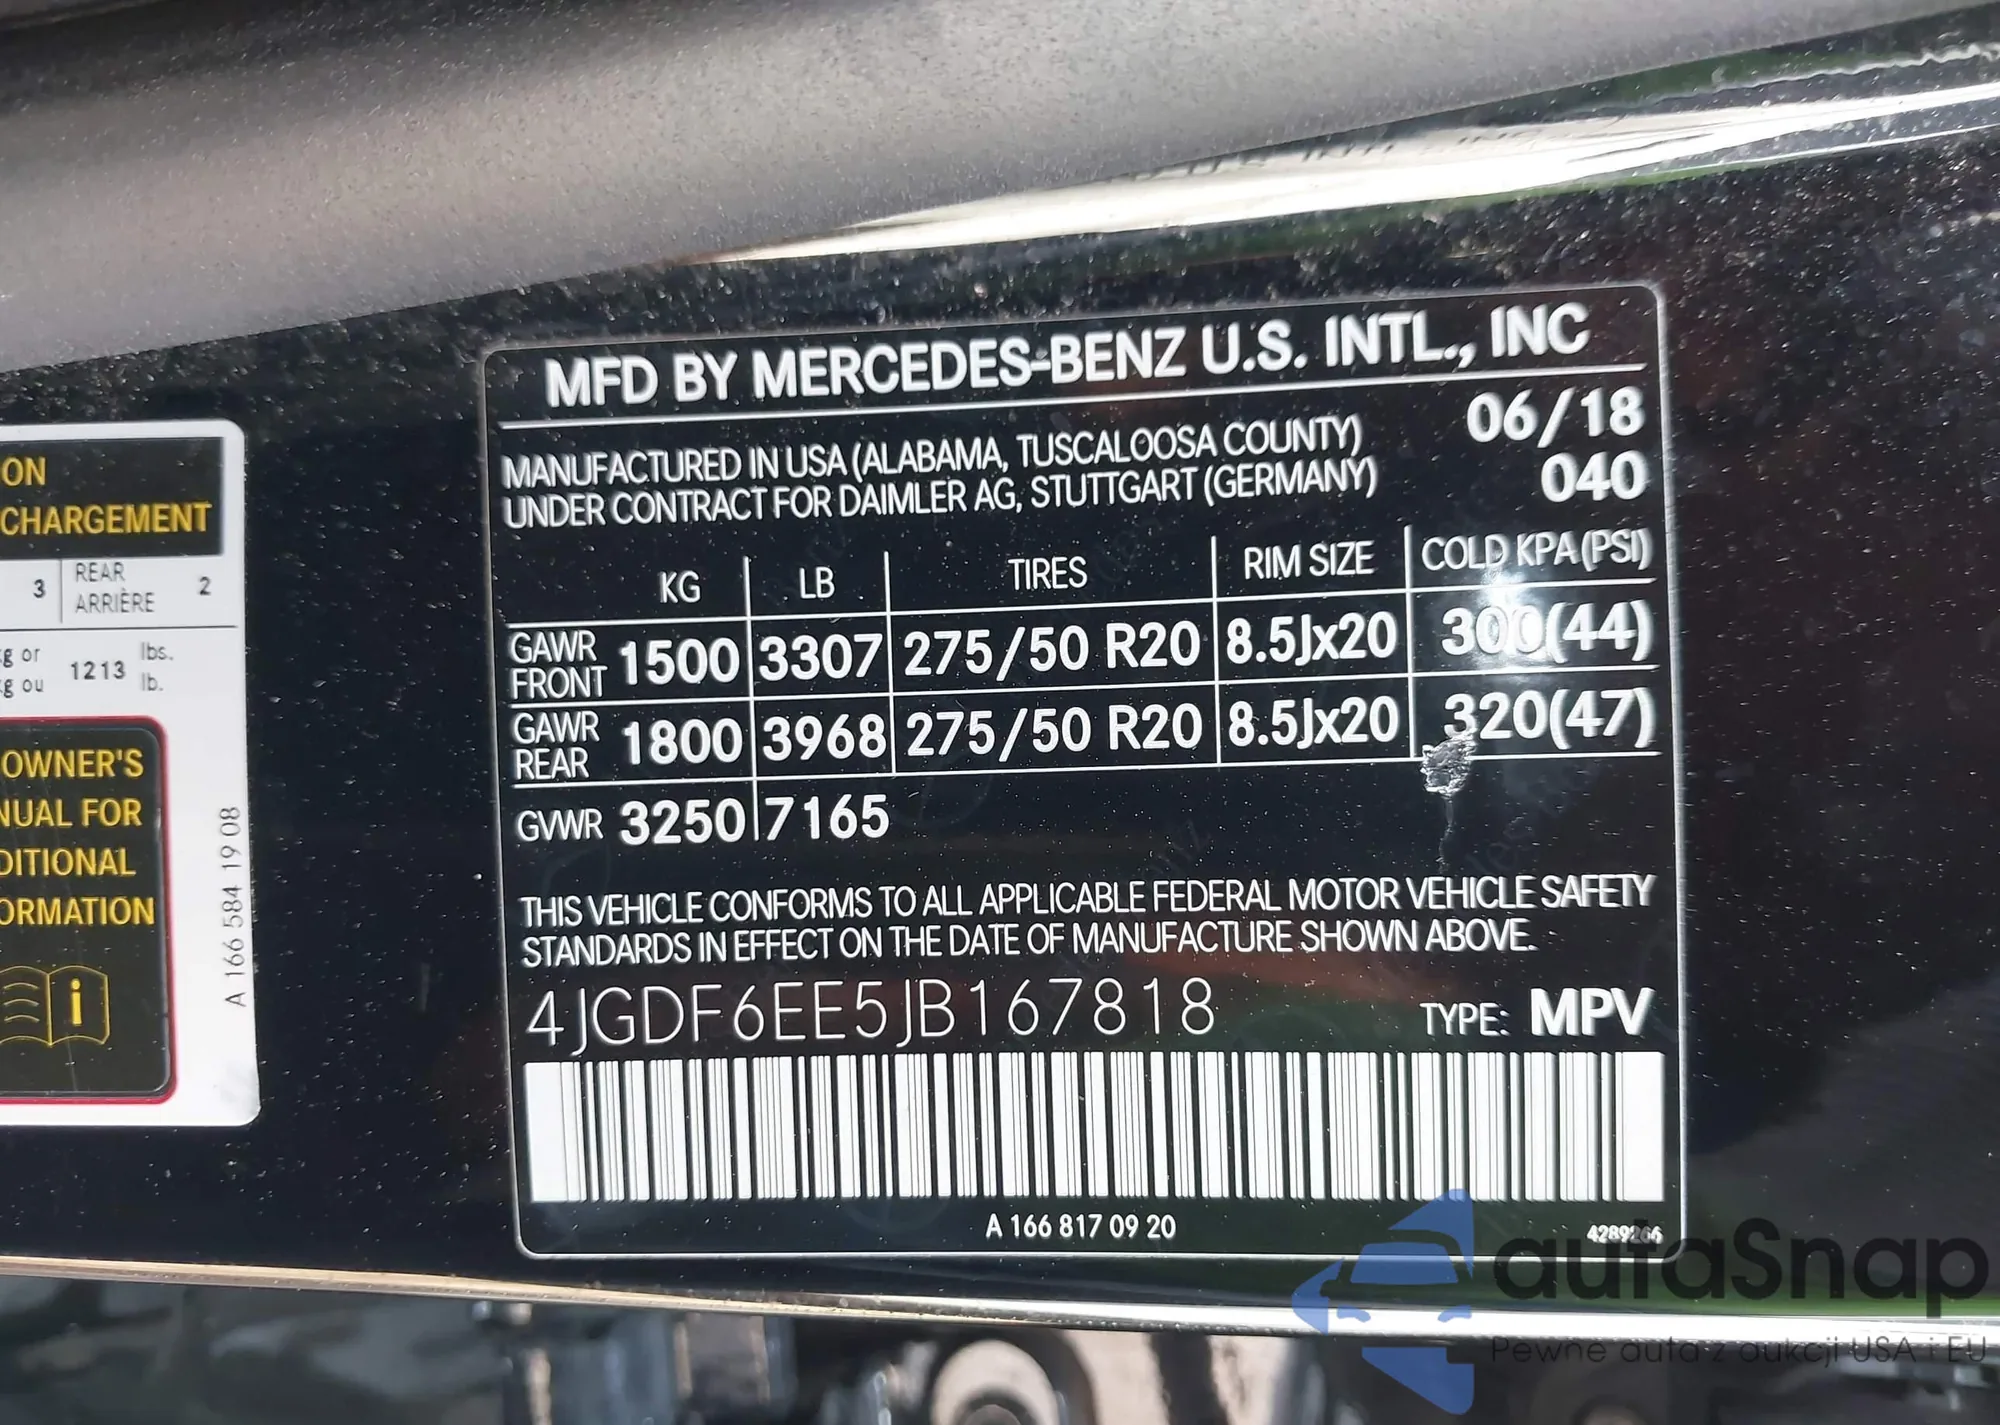 ON
CHARGEMENT
3 REAR 2
ARRIÈRE
g or 1213 lbs.
g ou lb.
OWNER'S
NUAL FOR
DITIONAL
ORMATION
i
A 166 584 19 08
MFD BY MERCEDES-BENZ U.S. INTL., INC
MANUFACTURED IN USA (ALABAMA, TUSCALOOSA COUNTY) 06/18
UNDER CONTRACT FOR DAIMLER AG, STUTTGART (GERMANY) 040
KG LB TIRES RIM SIZE COLD KPA (PSI)
GAWR FRONT 1500 3307 275/50 R20 8.5Jx20 300(44)
GAWR REAR 1800 3968 275/50 R20 8.5Jx20 320(47)
GVWR 3250 7165
THIS VEHICLE CONFORMS TO ALL APPLICABLE FEDERAL MOTOR VEHICLE SAFETY
STANDARDS IN EFFECT ON THE DATE OF MANUFACTURE SHOWN ABOVE.
4JGDF6EE5JB167818 TYPE: MPV
A 166 817 09 20 4289266
autaSnap
Pewne auta z aukcji USA i EU